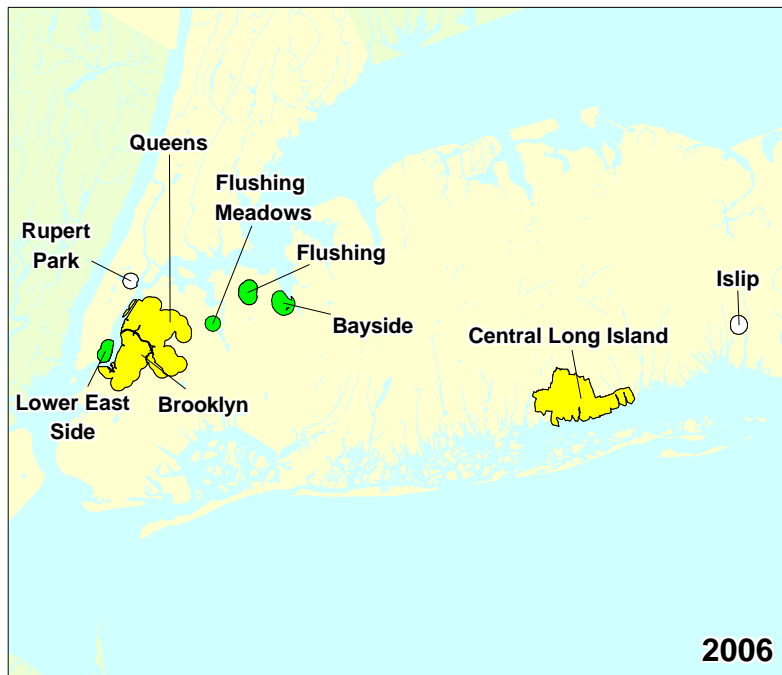 Queens
Flushing
Meadows
Rupert
Park
Flushing
Islip
Bayside
Central Long Island
Lower East
Side
Brooklyn
2006